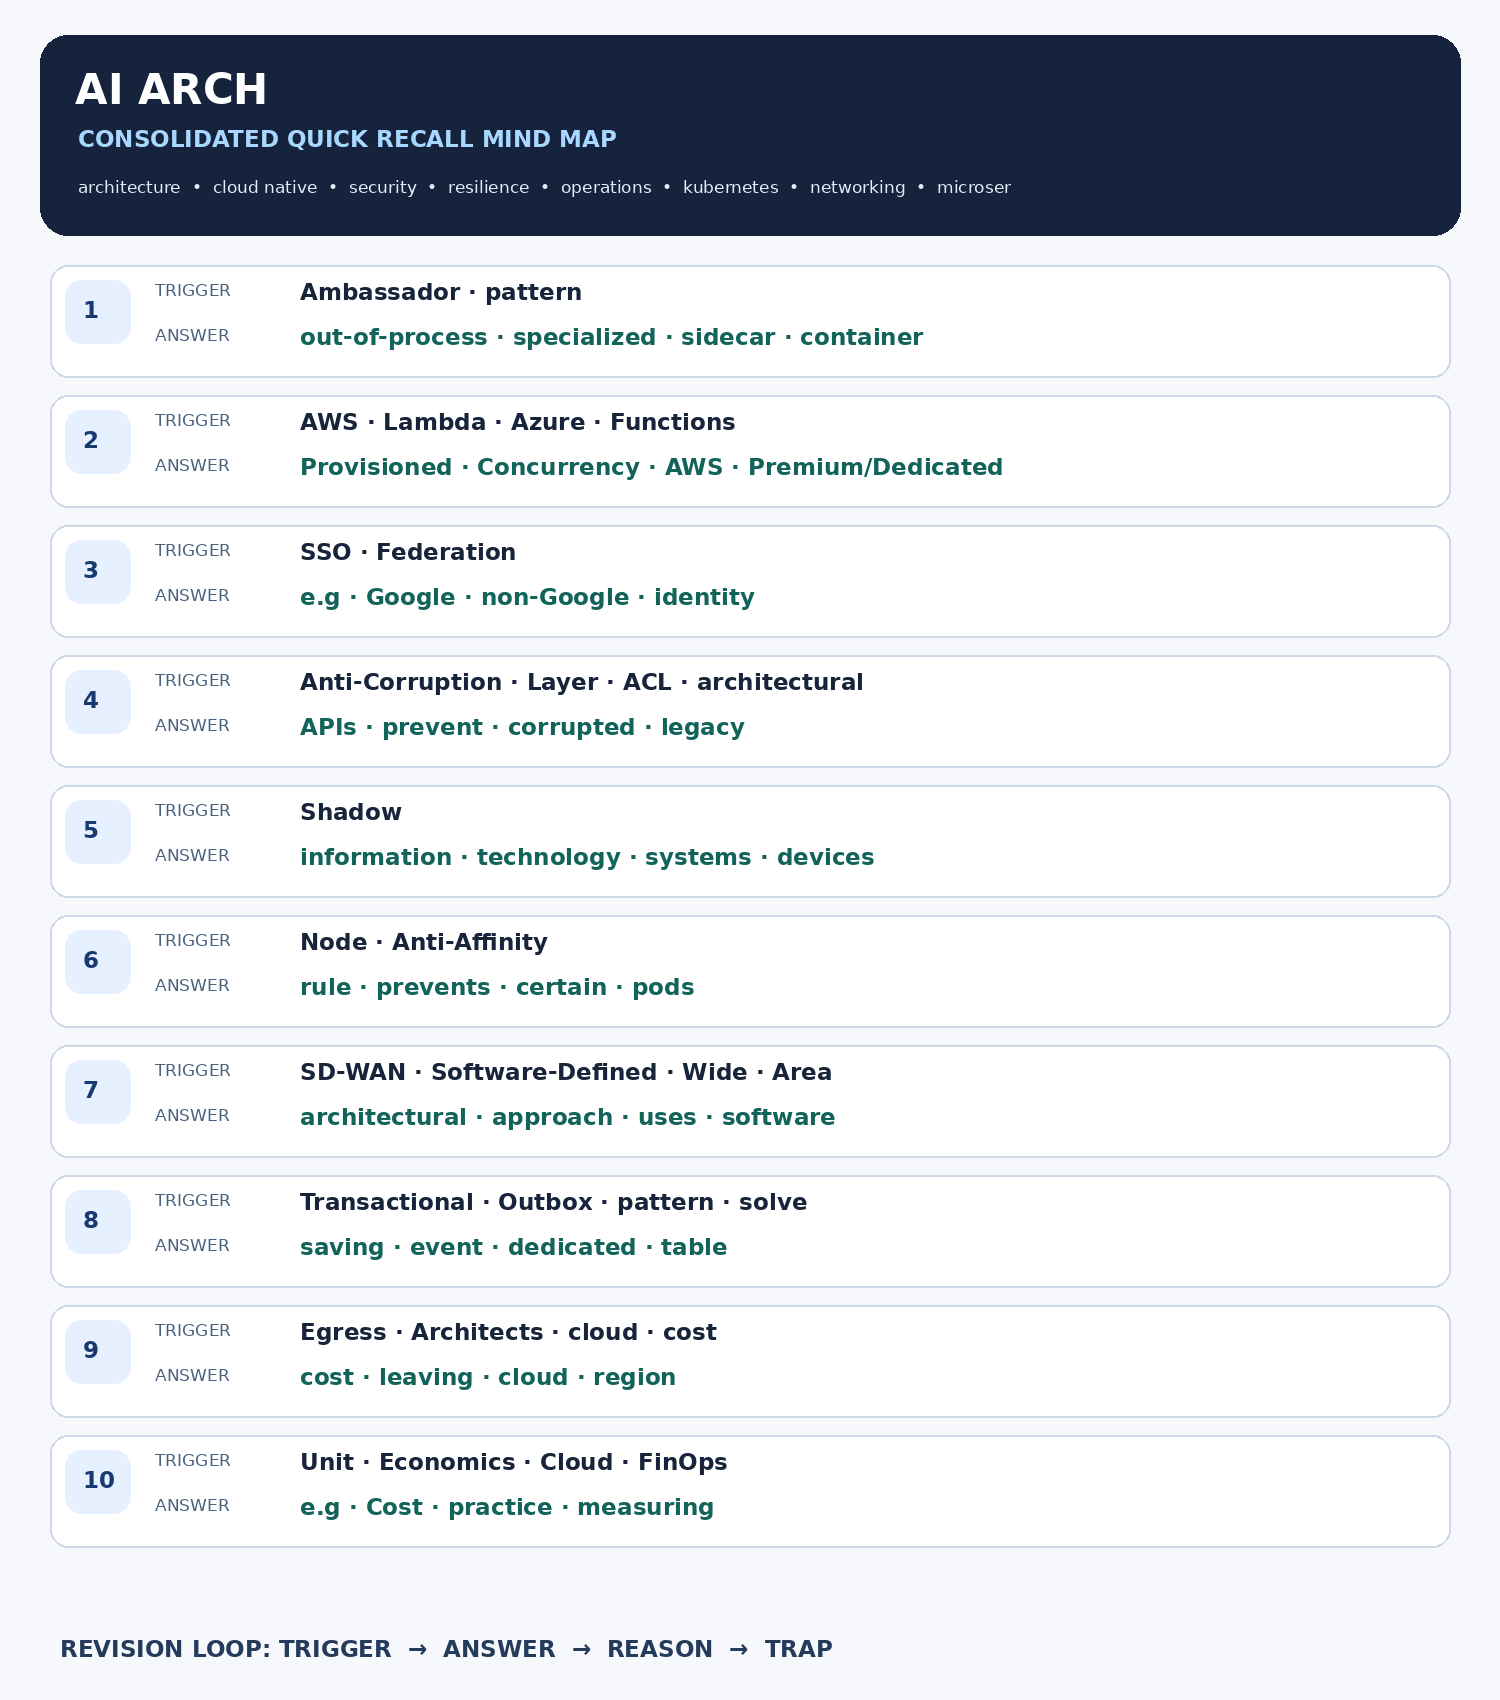 AI ARCH
CONSOLIDATED QUICK RECALL MIND MAP
architecture • cloud native • security • resilience • operations • kubernetes • networking • microser
1
TRIGGER Ambassador · pattern
ANSWER out-of-process · specialized · sidecar · container
2
TRIGGER AWS · Lambda · Azure · Functions
ANSWER Provisioned · Concurrency · AWS · Premium/Dedicated
3
TRIGGER SSO · Federation
ANSWER e.g · Google · non-Google · identity
4
TRIGGER Anti-Corruption · Layer · ACL · architectural
ANSWER APIs · prevent · corrupted · legacy
5
TRIGGER Shadow
ANSWER information · technology · systems · devices
6
TRIGGER Node · Anti-Affinity
ANSWER rule · prevents · certain · pods
7
TRIGGER SD-WAN · Software-Defined · Wide · Area
ANSWER architectural · approach · uses · software
8
TRIGGER Transactional · Outbox · pattern · solve
ANSWER saving · event · dedicated · table
9
TRIGGER Egress · Architects · cloud · cost
ANSWER cost · leaving · cloud · region
10
TRIGGER Unit · Economics · Cloud · FinOps
ANSWER e.g · Cost · practice · measuring
REVISION LOOP: TRIGGER → ANSWER → REASON → TRAP